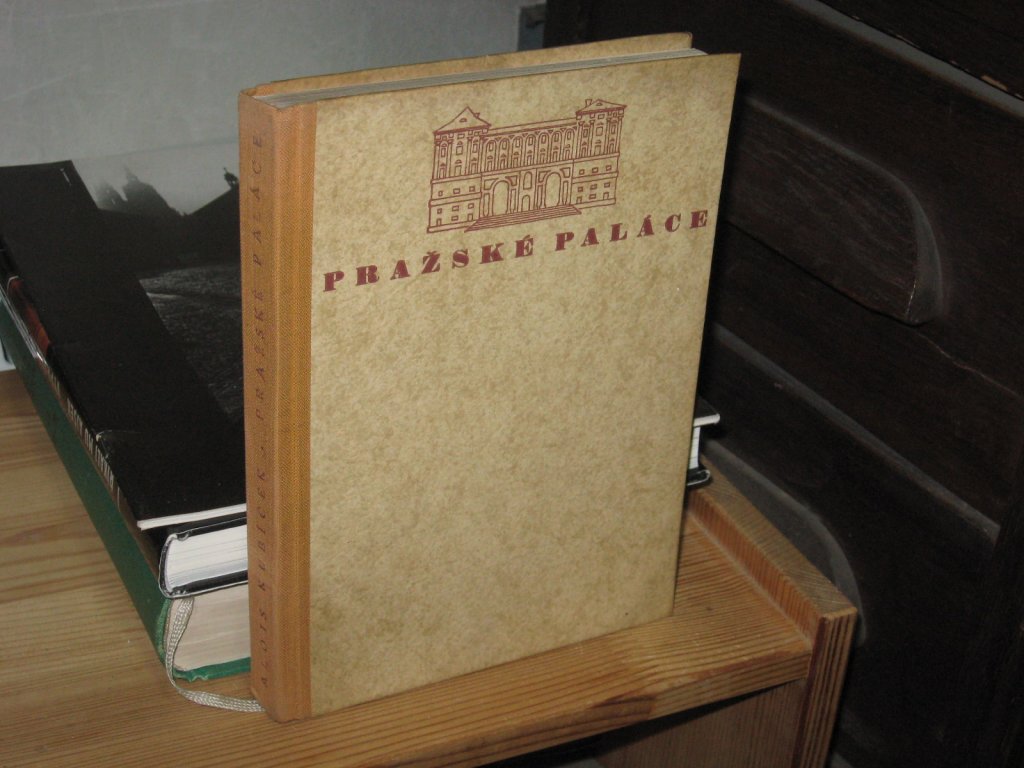 PRAŽSKÉ PALÁCE
ALOIS KUBÍČEK - PRAŽSKÉ PALÁCE